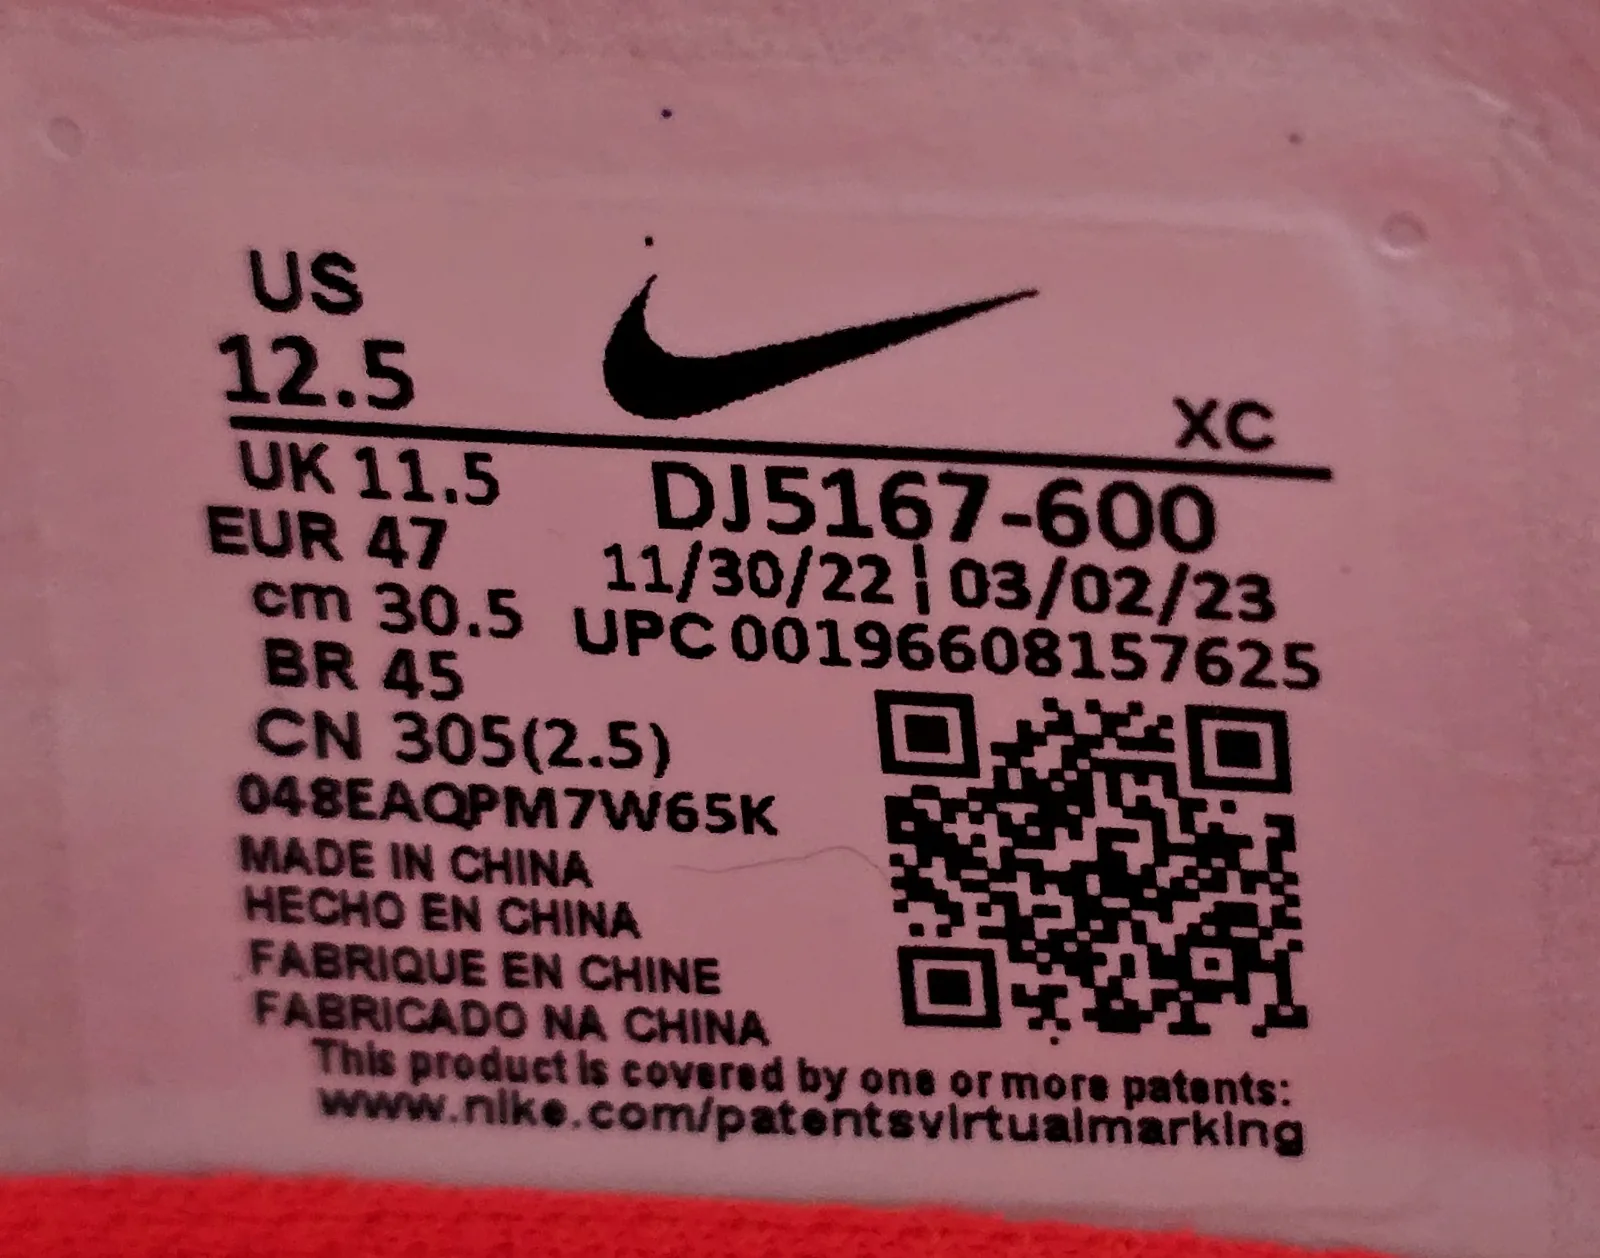 US
12.5
XC
UK 11.5
DJ5167-600
EUR 47
11/30/22 | 03/02/23
cm 30.5
UPC 00196608157625
BR 45
CN 305(2.5)
048EAQPM7W65K
MADE IN CHINA
HECHO EN CHINA
FABRIQUE EN CHINE
FABRICADO NA CHINA
This product is covered by one or more patents:
www.nike.com/patentsvirtualmarking